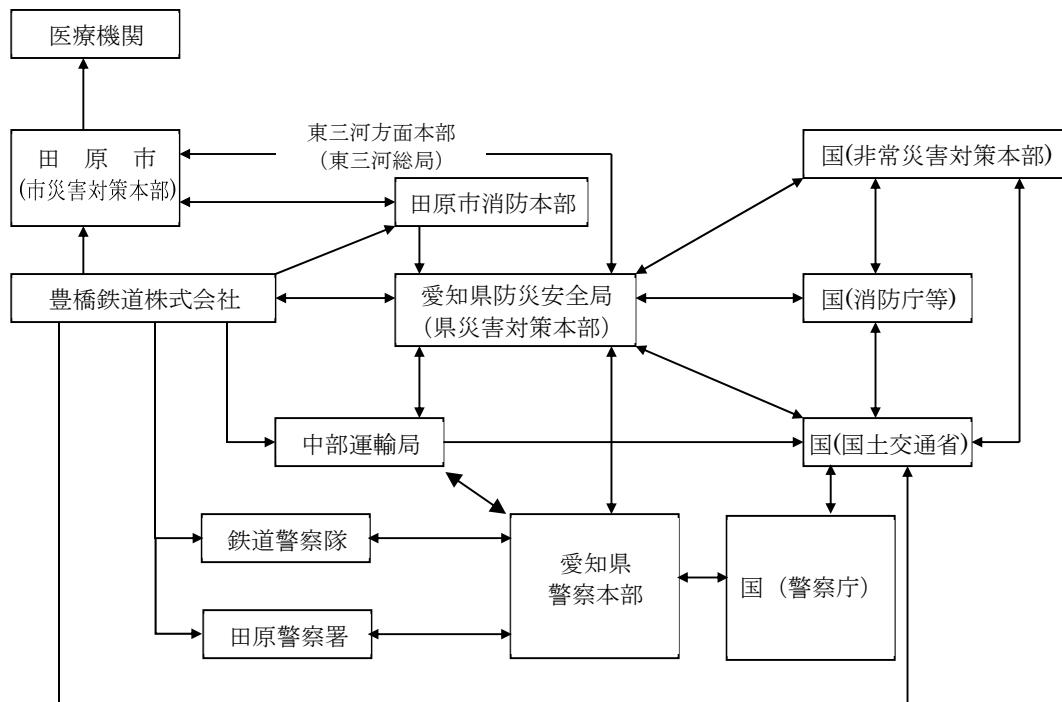 医療機関
東三河方面本部
(東三河総局)
田　原　市
(市災害対策本部)
国(非常災害対策本部)
田原市消防本部
豊橋鉄道株式会社
愛知県防災安全局
(県災害対策本部)
国(消防庁等)
中部運輸局
国(国土交通省)
鉄道警察隊
愛知県
警察本部
国（警察庁）
田原警察署